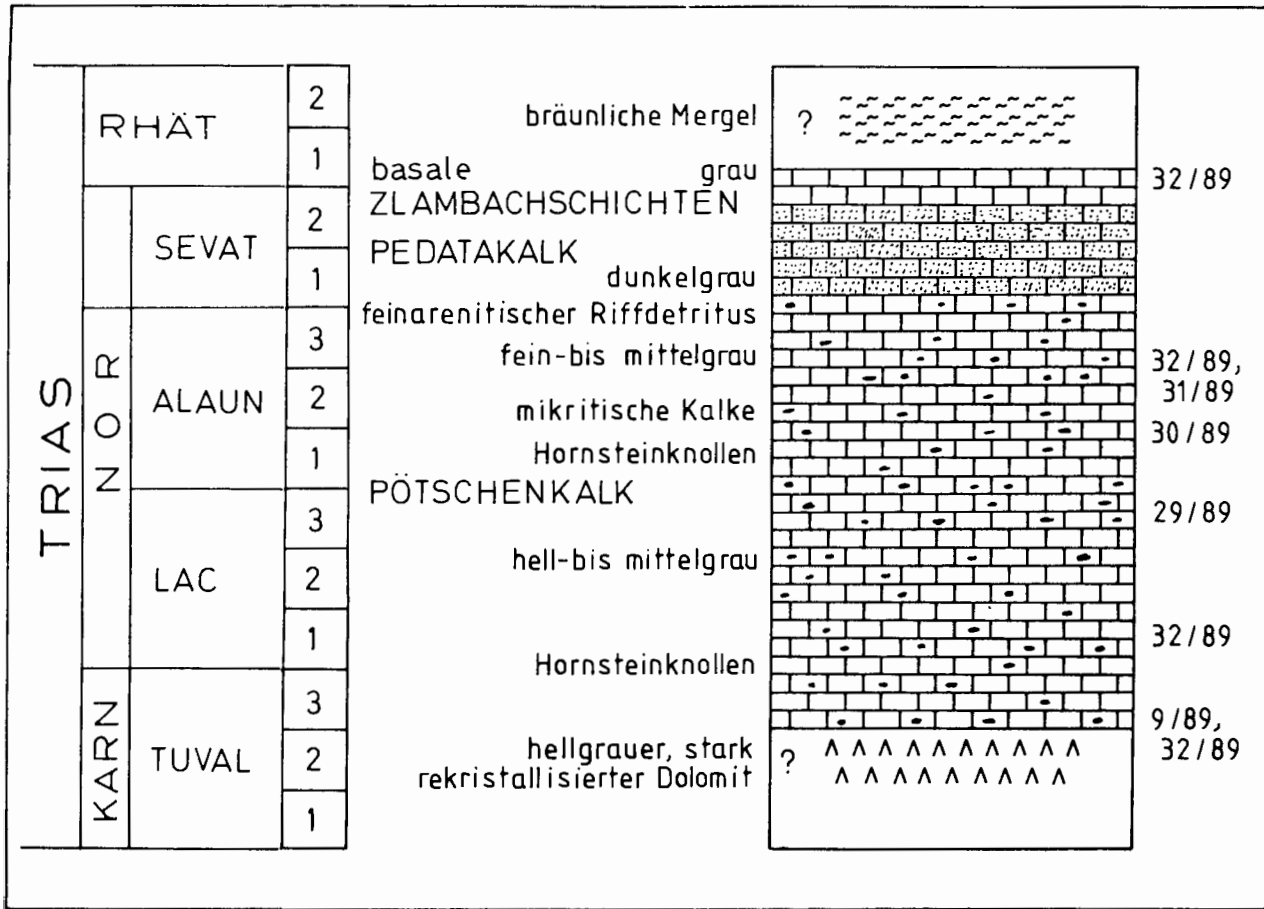 TRIAS
RHÄT
2
1
NOR
SEVAT
2
1
ALAUN
3
2
1
LAC
3
2
1
KARN
TUVAL
3
2
1
bräunliche Mergel
basale grau
ZLAMBACHSCHICHTEN
PEDATAKALK
dunkelgrau
feinarenitischer Riffdetritus
fein-bis mittelgrau
mikritische Kalke
Hornsteinknollen
PÖTSCHENKALK
hell-bis mittelgrau
Hornsteinknollen
hellgrauer, stark
rekristallisierter Dolomit
?
?
32/89
32/89,
31/89
30/89
29/89
32/89
9/89,
32/89